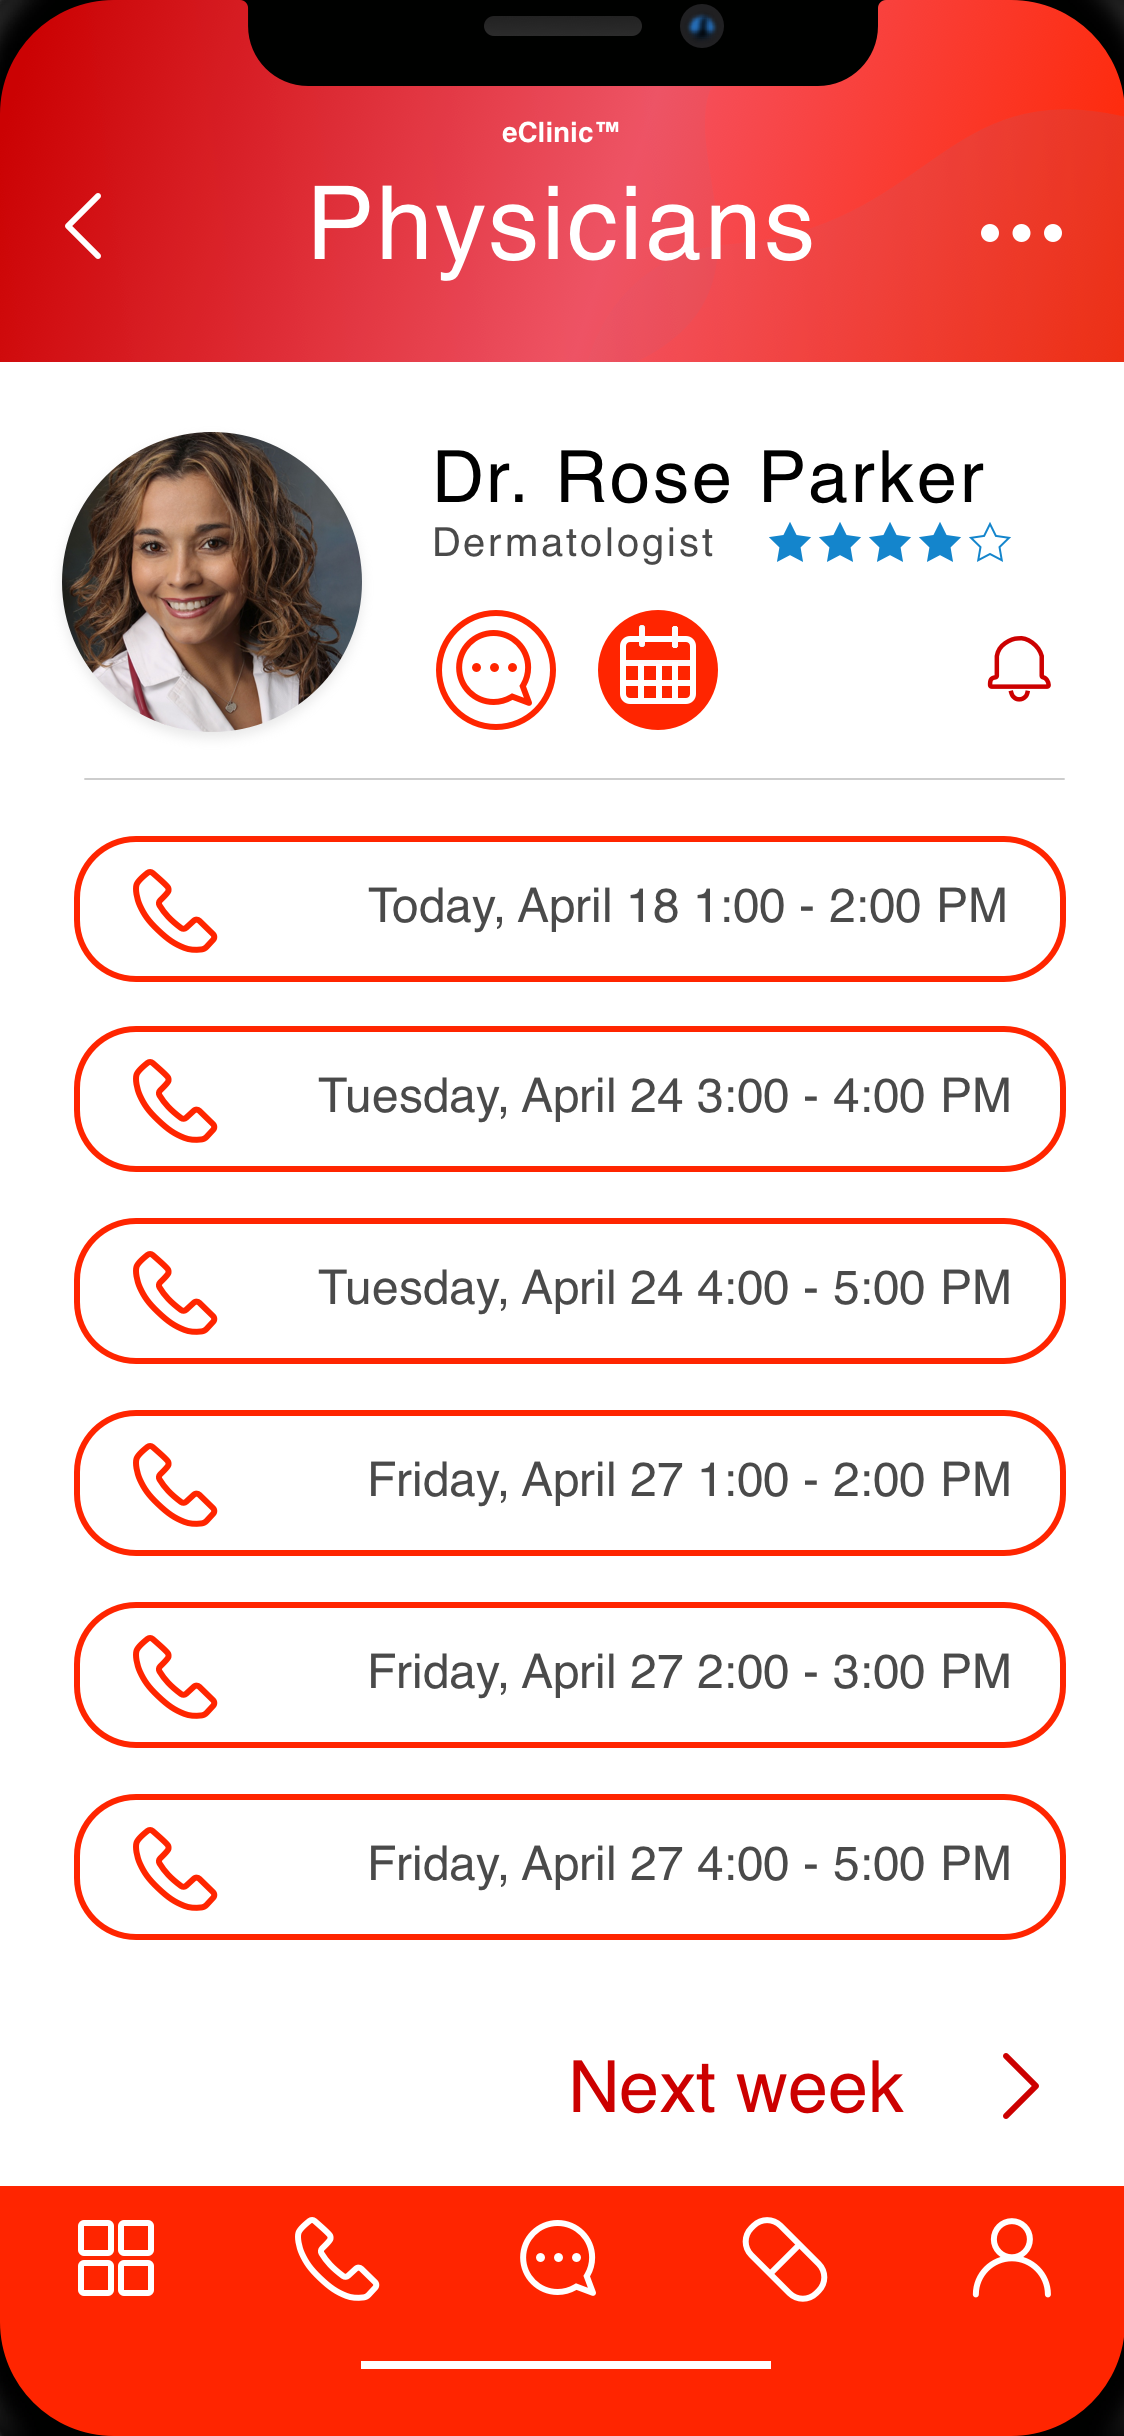 eClinic™
Physicians
Dr. Rose Parker
Dermatologist
Today, April 18 1:00 - 2:00 PM
Tuesday, April 24 3:00 - 4:00 PM
Tuesday, April 24 4:00 - 5:00 PM
Friday, April 27 1:00 - 2:00 PM
Friday, April 27 2:00 - 3:00 PM
Friday, April 27 4:00 - 5:00 PM
Next week